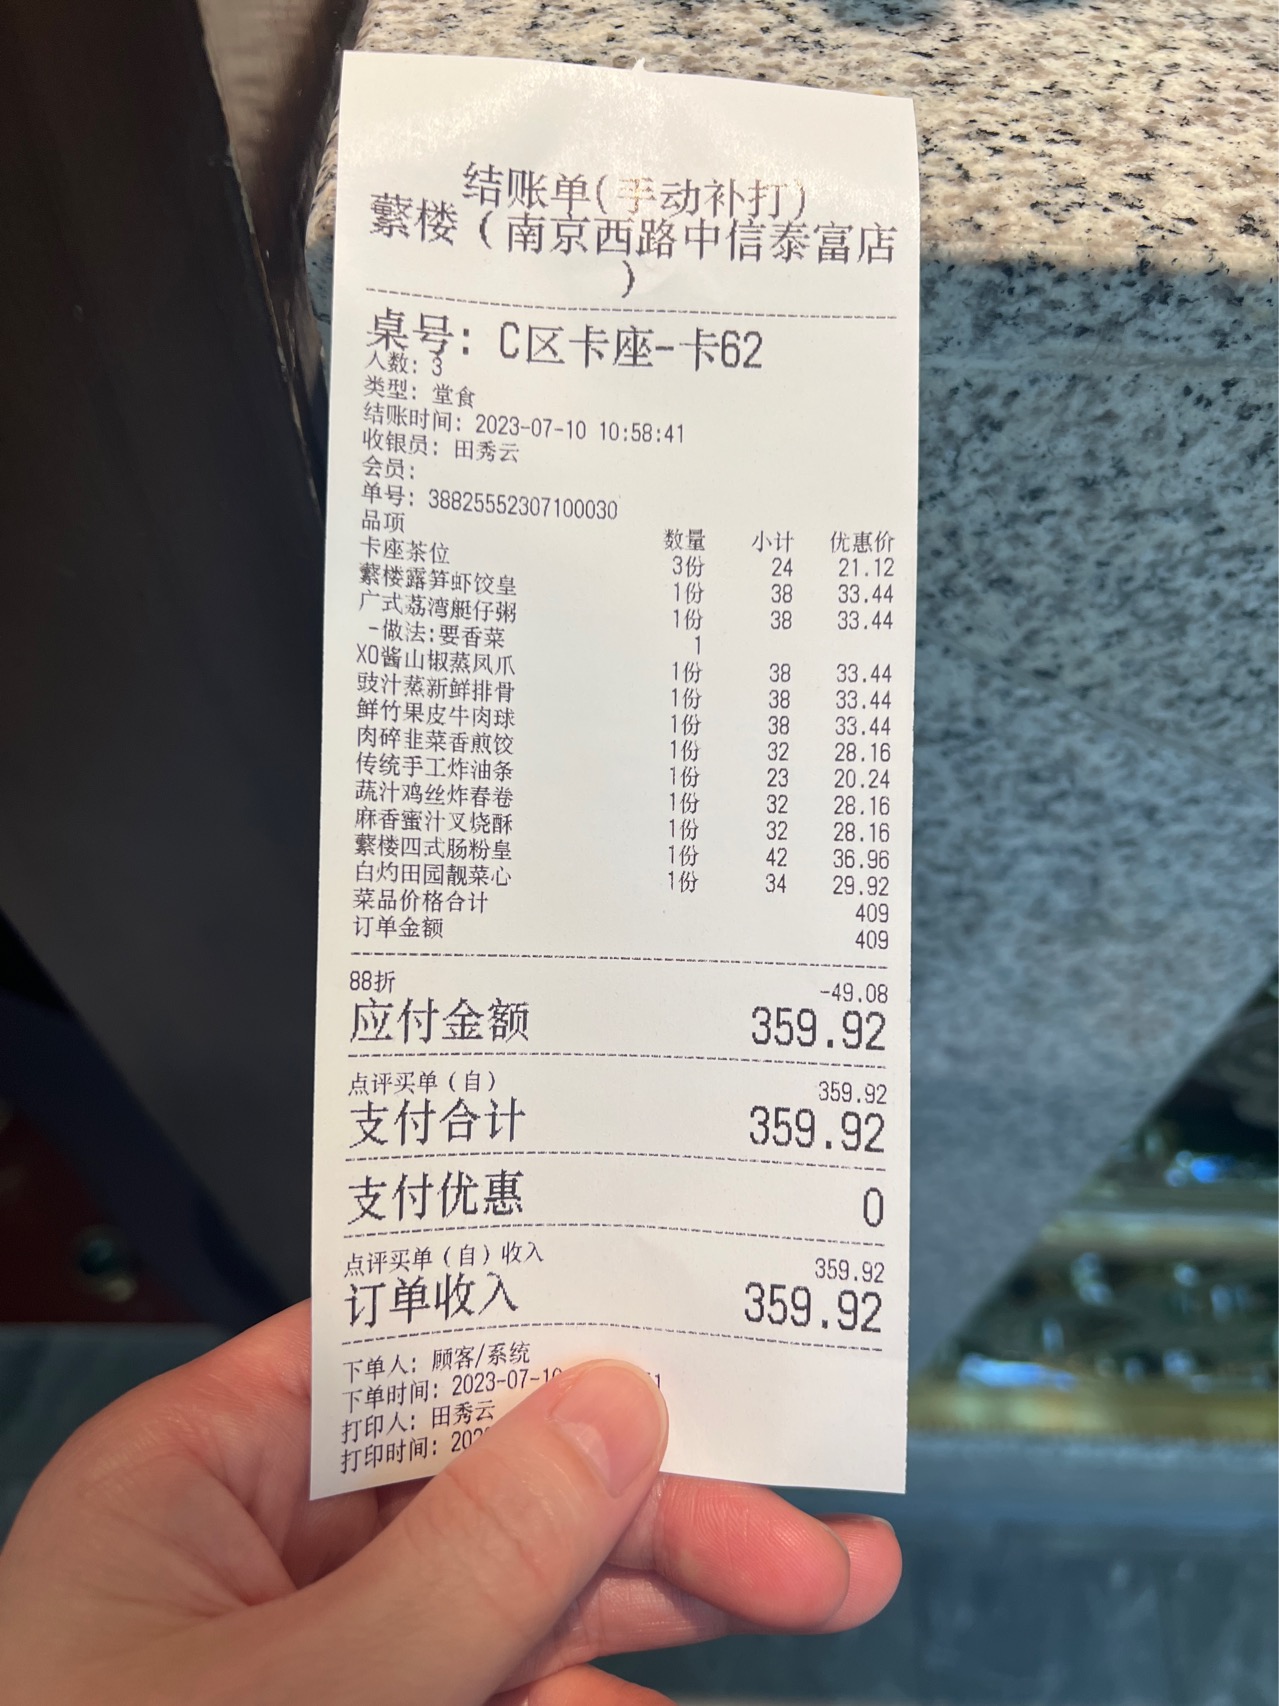 结账单(手动补打)
蘩楼（南京西路中信泰富店
）
桌号: C区卡座-卡62
人数: 3
类型: 堂食
结账时间: 2023-07-10 10:58:41
收银员: 田秀云
会员:
单号: 38825552307100030
品项 数量 小计 优惠价
卡座茶位 3份 24 21.12
蘩楼露笋虾饺皇 1份 38 33.44
广式荔湾艇仔粥 1份 38 33.44
-做法:要香菜 1
XO酱山椒蒸凤爪 1份 38 33.44
豉汁蒸新鲜排骨 1份 38 33.44
鲜竹果皮牛肉球 1份 38 33.44
肉碎韭菜香煎饺 1份 32 28.16
传统手工炸油条 1份 23 20.24
蔬汁鸡丝炸春卷 1份 32 28.16
麻香蜜汁叉烧酥 1份 32 28.16
蘩楼四式肠粉皇 1份 42 36.96
白灼田园靓菜心 1份 34 29.92
菜品价格合计 409
订单金额 409
88折 -49.08
应付金额 359.92
点评买单（自） 359.92
支付合计 359.92
支付优惠 0
点评买单（自）收入 359.92
订单收入 359.92
下单人: 顾客/系统
下单时间: 2023-07-10
打印人: 田秀云
打印时间: